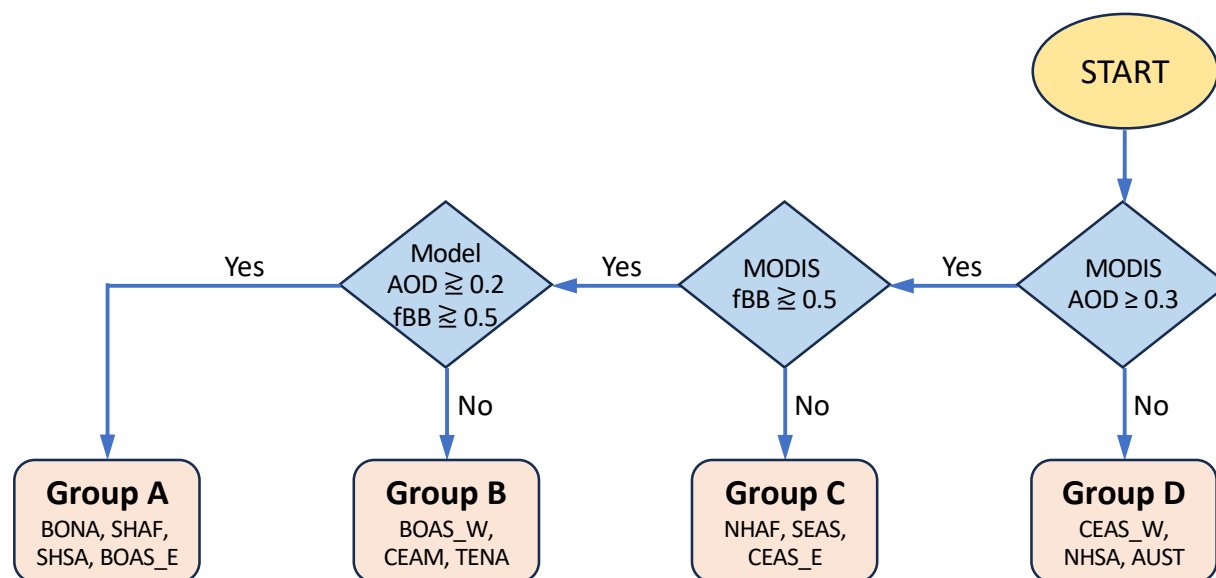 START
Model
AOD ⪞ 0.2
fBB ⪞ 0.5
Yes
MODIS
fBB ⪞ 0.5
Yes
MODIS
AOD ≥ 0.3
Yes
No
No
No
Group A
BONA, SHAF,
SHSA, BOAS_E
Group B
BOAS_W,
CEAM, TENA
Group C
NHAF, SEAS,
CEAS_E
Group D
CEAS_W,
NHSA, AUST